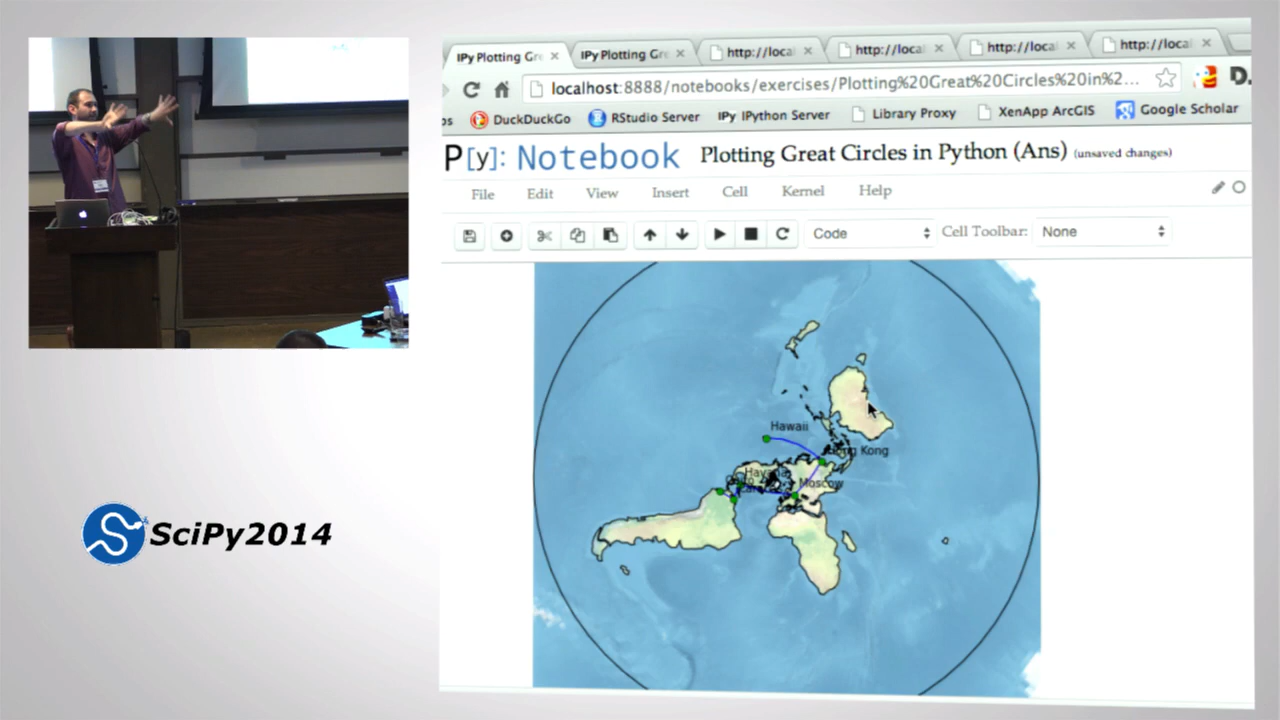 IPy Plotting Gre
IPy Plotting Gre
http://local
http://local
http://local
http://local
localhost:8888/notebooks/exercises/Plotting%20Great%20Circles%20in%2...
D.
os
DuckDuckGo
RStudio Server
IPy IPython Server
Library Proxy
XenApp ArcGIS
Google Scholar
P[y]: Notebook
Plotting Great Circles in Python (Ans) (unsaved changes)
File
Edit
View
Insert
Cell
Kernel
Help
Code
Cell Toolbar:
None
Hawaii
Kong
Moscow
SciPy2014